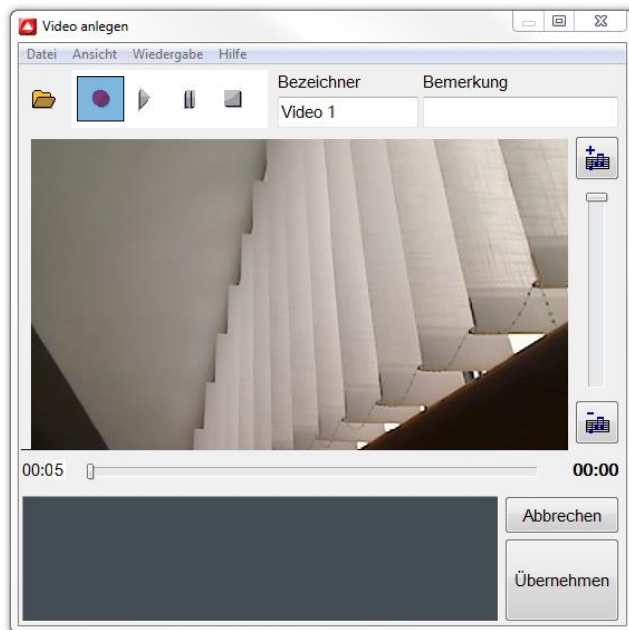 Video anlegen
Datei Ansicht Wiedergabe Hilfe
Bezeichner Bemerkung
Video 1
00:05 00:00
Abbrechen
Übernehmen